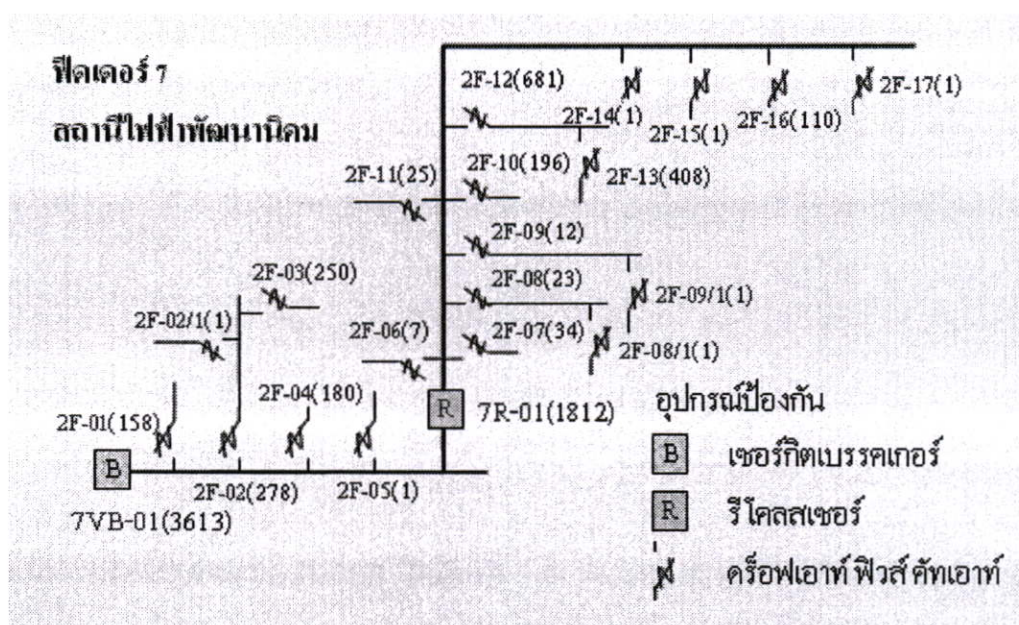 ฟีดเดอร์ 7
สถานีไฟฟ้าพัฒนานิคม
2F-12(681)
2F-17(1)
2F-14(1)
2F-15(1)
2F-16(110)
2F-11(25)
2F-10(196)
2F-13(408)
2F-09(12)
2F-03(250)
2F-08(23)
2F-09/1(1)
2F-02/1(1)
2F-06(7)
2F-07(34)
2F-08/1(1)
2F-04(180)
2F-01(158)
R
7R-01(1812)
B
2F-02(278)
2F-05(1)
7VB-01(3613)
อุปกรณ์ป้องกัน
B
เซอร์กิตเบรรคเกอร์
R
รีโคลสเซอร์
ดร็อฟเอาท์ ฟิวส์ คัทเอาท์